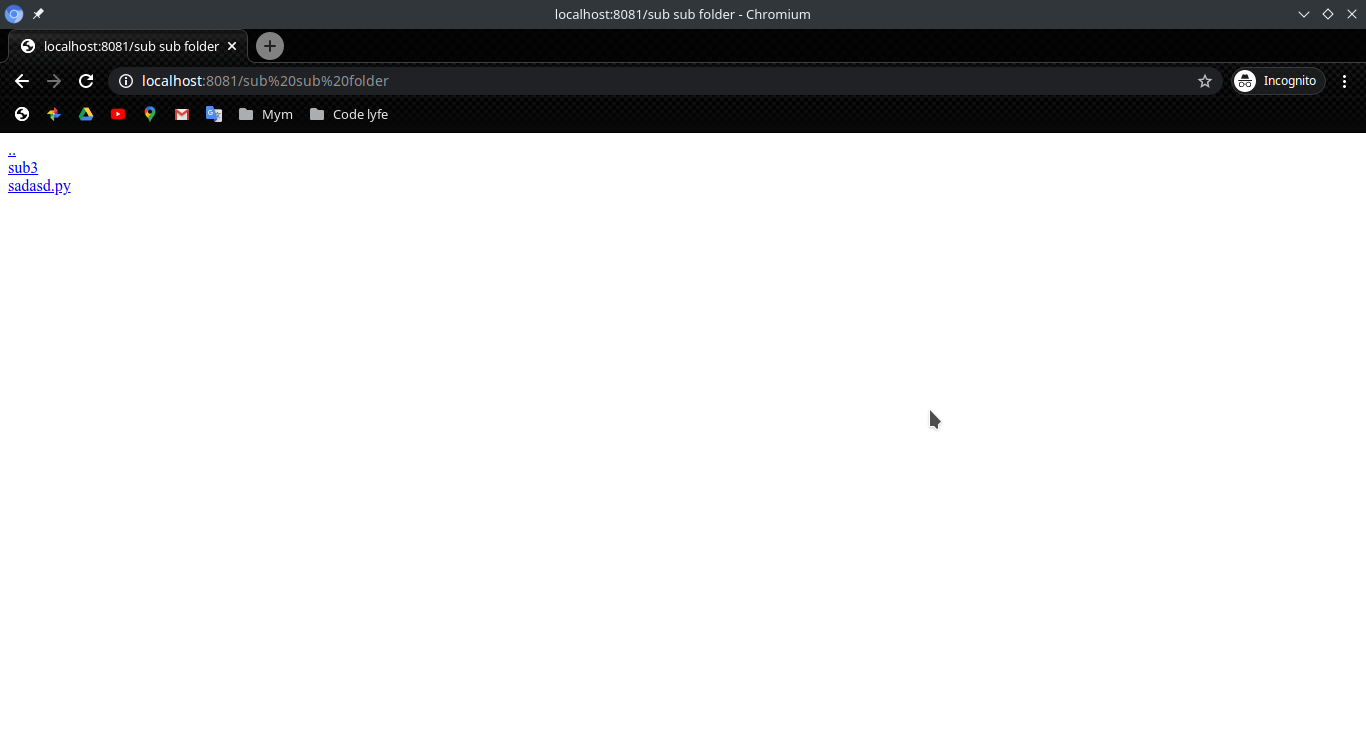 localhost:8081/sub sub folder - Chromium
localhost:8081/sub sub folder
localhost:8081/sub%20sub%20folder
Incognito
Mym
Code lyfe
..
sub3
sadasd.py